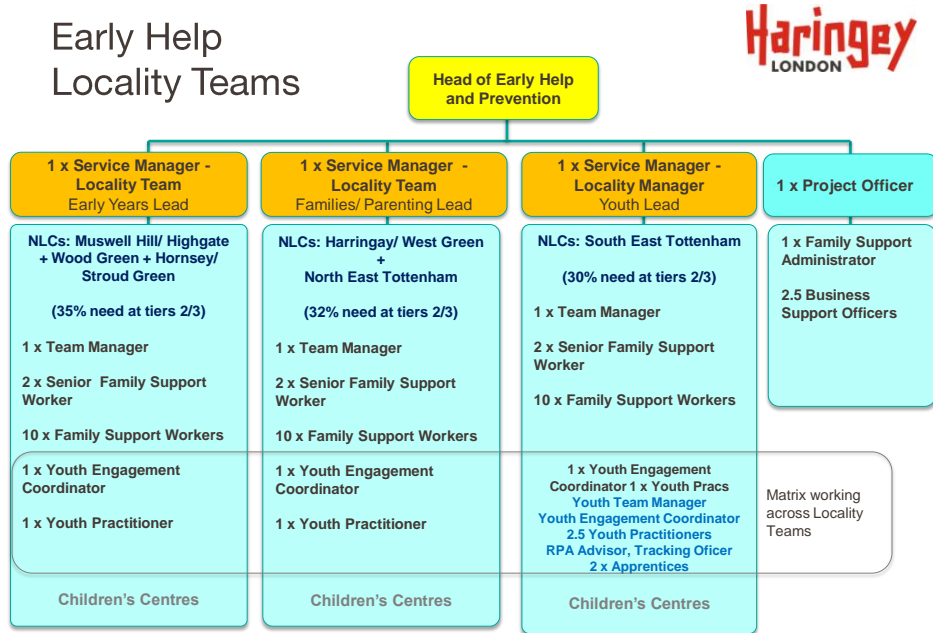 Early Help
Locality Teams
Haringey
LONDON
Head of Early Help
and Prevention
1 x Service Manager -
Locality Team
Early Years Lead
1 x Service Manager -
Locality Team
Families/ Parenting Lead
1 x Service Manager -
Locality Manager
Youth Lead
1 x Project Officer
NLCs: Muswell Hill/ Highgate
+ Wood Green + Hornsey/
Stroud Green
(35% need at tiers 2/3)
1 x Team Manager
2 x Senior Family Support
Worker
10 x Family Support Workers
1 x Youth Engagement
Coordinator
1 x Youth Practitioner
Children's Centres
NLCs: Harringay/ West Green
+
North East Tottenham
(32% need at tiers 2/3)
1 x Team Manager
2 x Senior Family Support
Worker
10 x Family Support Workers
1 x Youth Engagement
Coordinator
1 x Youth Practitioner
Children's Centres
NLCs: South East Tottenham
(30% need at tiers 2/3)
1 x Team Manager
2 x Senior Family Support
Worker
10 x Family Support Workers
1 x Youth Engagement
Coordinator 1 x Youth Pracs
Youth Team Manager
Youth Engagement Coordinator
2.5 Youth Practitioners
RPA Advisor, Tracking Oficer
2 x Apprentices
Children's Centres
1 x Family Support
Administrator
2.5 Business
Support Officers
Matrix working
across Locality
Teams